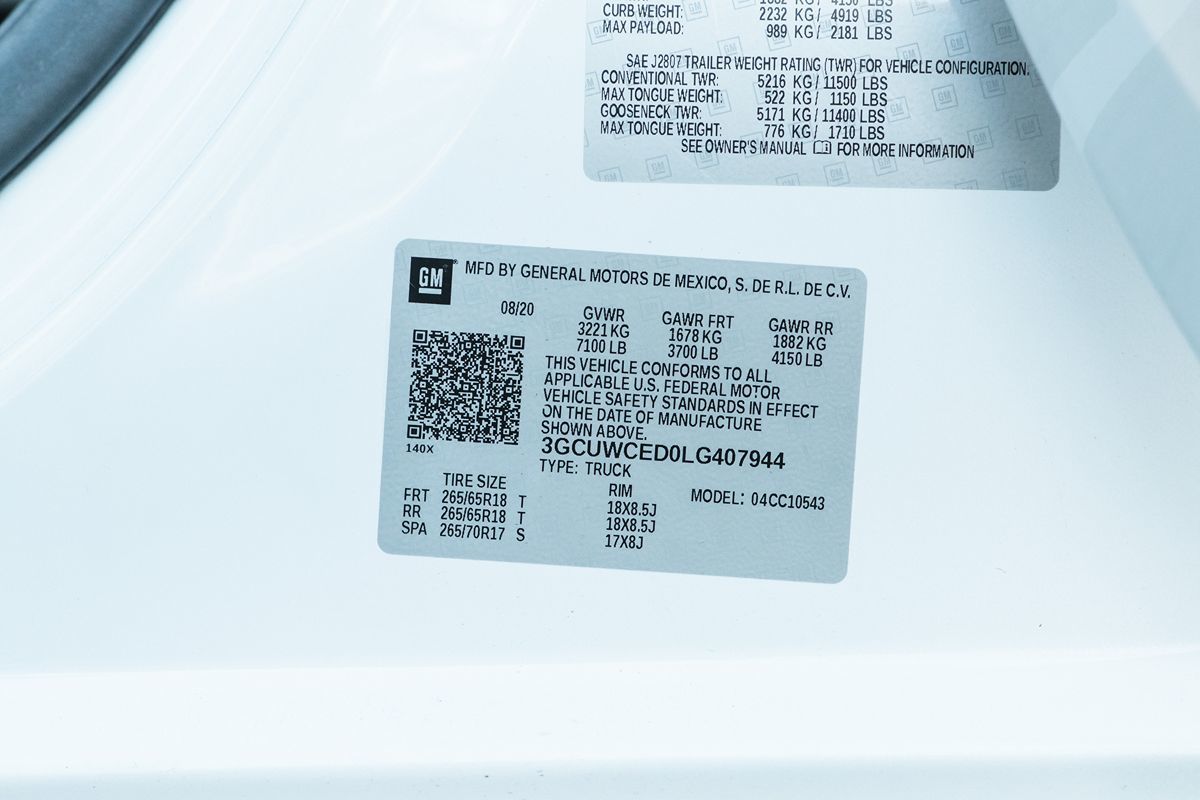 CURB WEIGHT: 2232 KG / 4919 LBS
MAX PAYLOAD: 989 KG / 2181 LBS
SAE J2807 TRAILER WEIGHT RATING (TWR) FOR VEHICLE CONFIGURATION.
CONVENTIONAL TWR: 5216 KG / 11500 LBS
MAX TONGUE WEIGHT: 522 KG / 1150 LBS
GOOSENECK TWR: 5171 KG / 11400 LBS
MAX TONGUE WEIGHT: 776 KG / 1710 LBS
SEE OWNER'S MANUAL FOR MORE INFORMATION
GM MFD BY GENERAL MOTORS DE MEXICO, S. DE R.L. DE C.V.
08/20 GVWR GAWR FRT GAWR RR
3221 KG 1678 KG 1882 KG
7100 LB 3700 LB 4150 LB
THIS VEHICLE CONFORMS TO ALL
APPLICABLE U.S. FEDERAL MOTOR
VEHICLE SAFETY STANDARDS IN EFFECT
ON THE DATE OF MANUFACTURE
SHOWN ABOVE.
140X
3GCUWCED0LG407944
TYPE: TRUCK
TIRE SIZE RIM MODEL: 04CC10543
FRT 265/65R18 T 18X8.5J
RR 265/65R18 T 18X8.5J
SPA 265/70R17 S 17X8J